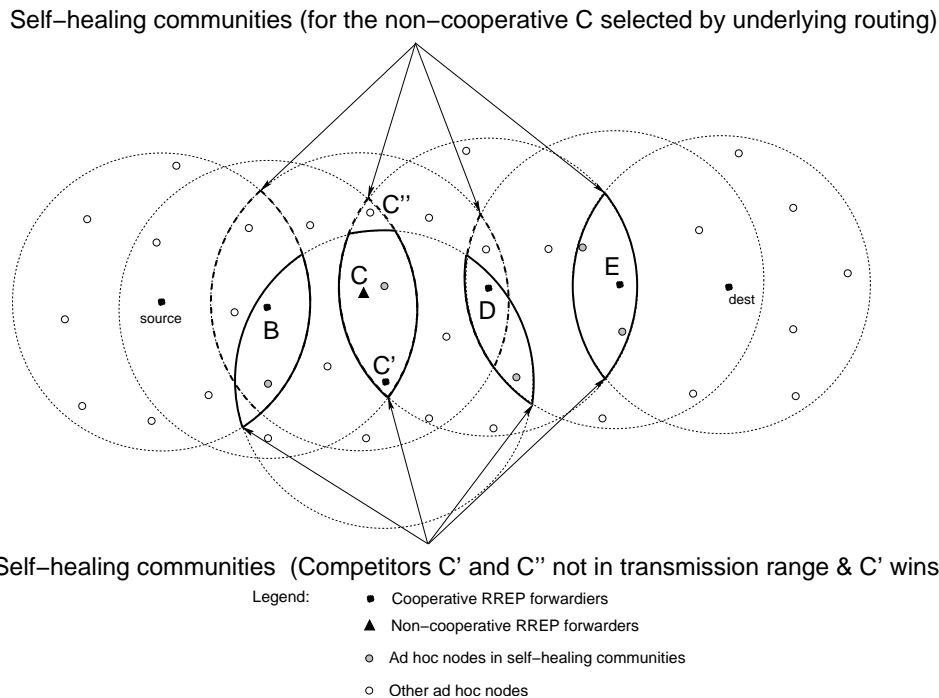 Self−healing communities (for the non−cooperative C selected by underlying routing)
C''
C
E
source
B
D
dest
C'
Self−healing communities (Competitors C' and C'' not in transmission range & C' wins
Legend:
Cooperative RREP forwardiers
Non−cooperative RREP forwarders
Ad hoc nodes in self−healing communities
Other ad hoc nodes